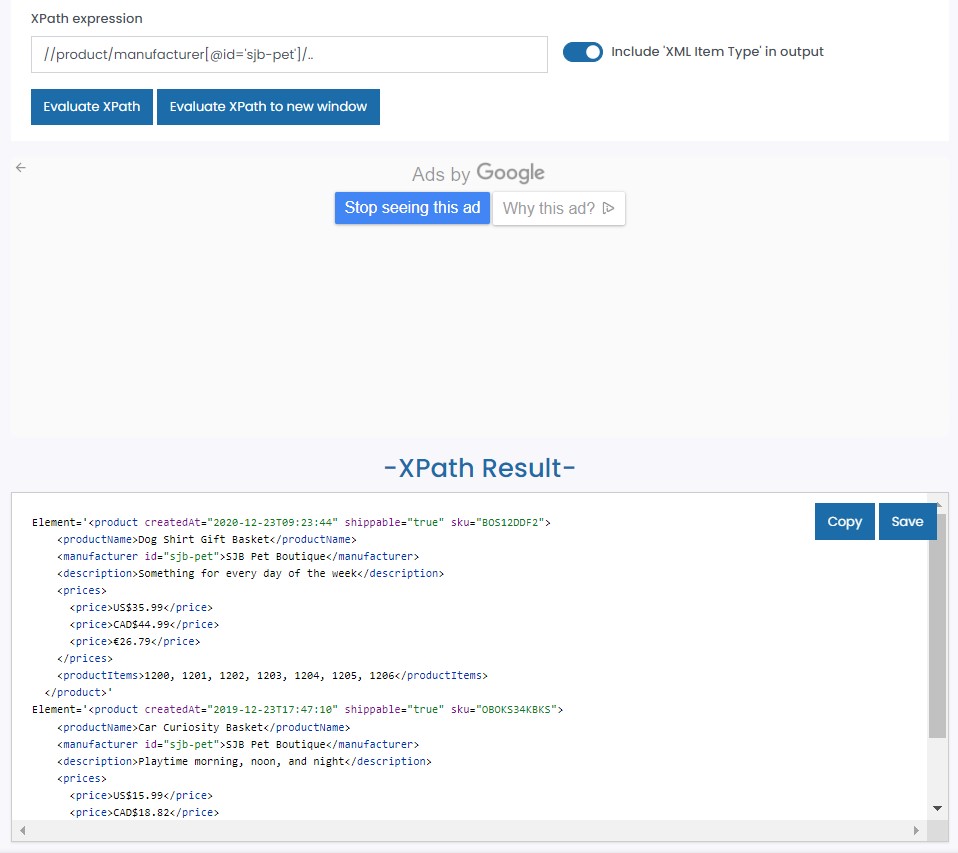 XPath expression
//product/manufacturer[@id='sjb-pet']/..
Include 'XML Item Type' in output
Evaluate XPath
Evaluate XPath to new window
Ads by Google
Stop seeing this ad
Why this ad?
-XPath Result-
Copy
Save
Element='<product createdAt="2020-12-23T09:23:44" shippable="true" sku="BOS12DDF2">
<productName>Dog Shirt Gift Basket</productName>
<manufacturer id="sjb-pet">SJB Pet Boutique</manufacturer>
<description>Something for every day of the week</description>
<prices>
<price>US$35.99</price>
<price>CAD$44.99</price>
<price>€26.79</price>
</prices>
<productItems>1200, 1201, 1202, 1203, 1204, 1205, 1206</productItems>
</product>'
Element='<product createdAt="2019-12-23T17:47:10" shippable="true" sku="OBOKS34KBKS">
<productName>Car Curiosity Basket</productName>
<manufacturer id="sjb-pet">SJB Pet Boutique</manufacturer>
<description>Playtime morning, noon, and night</description>
<prices>
<price>US$15.99</price>
<price>CAD$18.82</price>